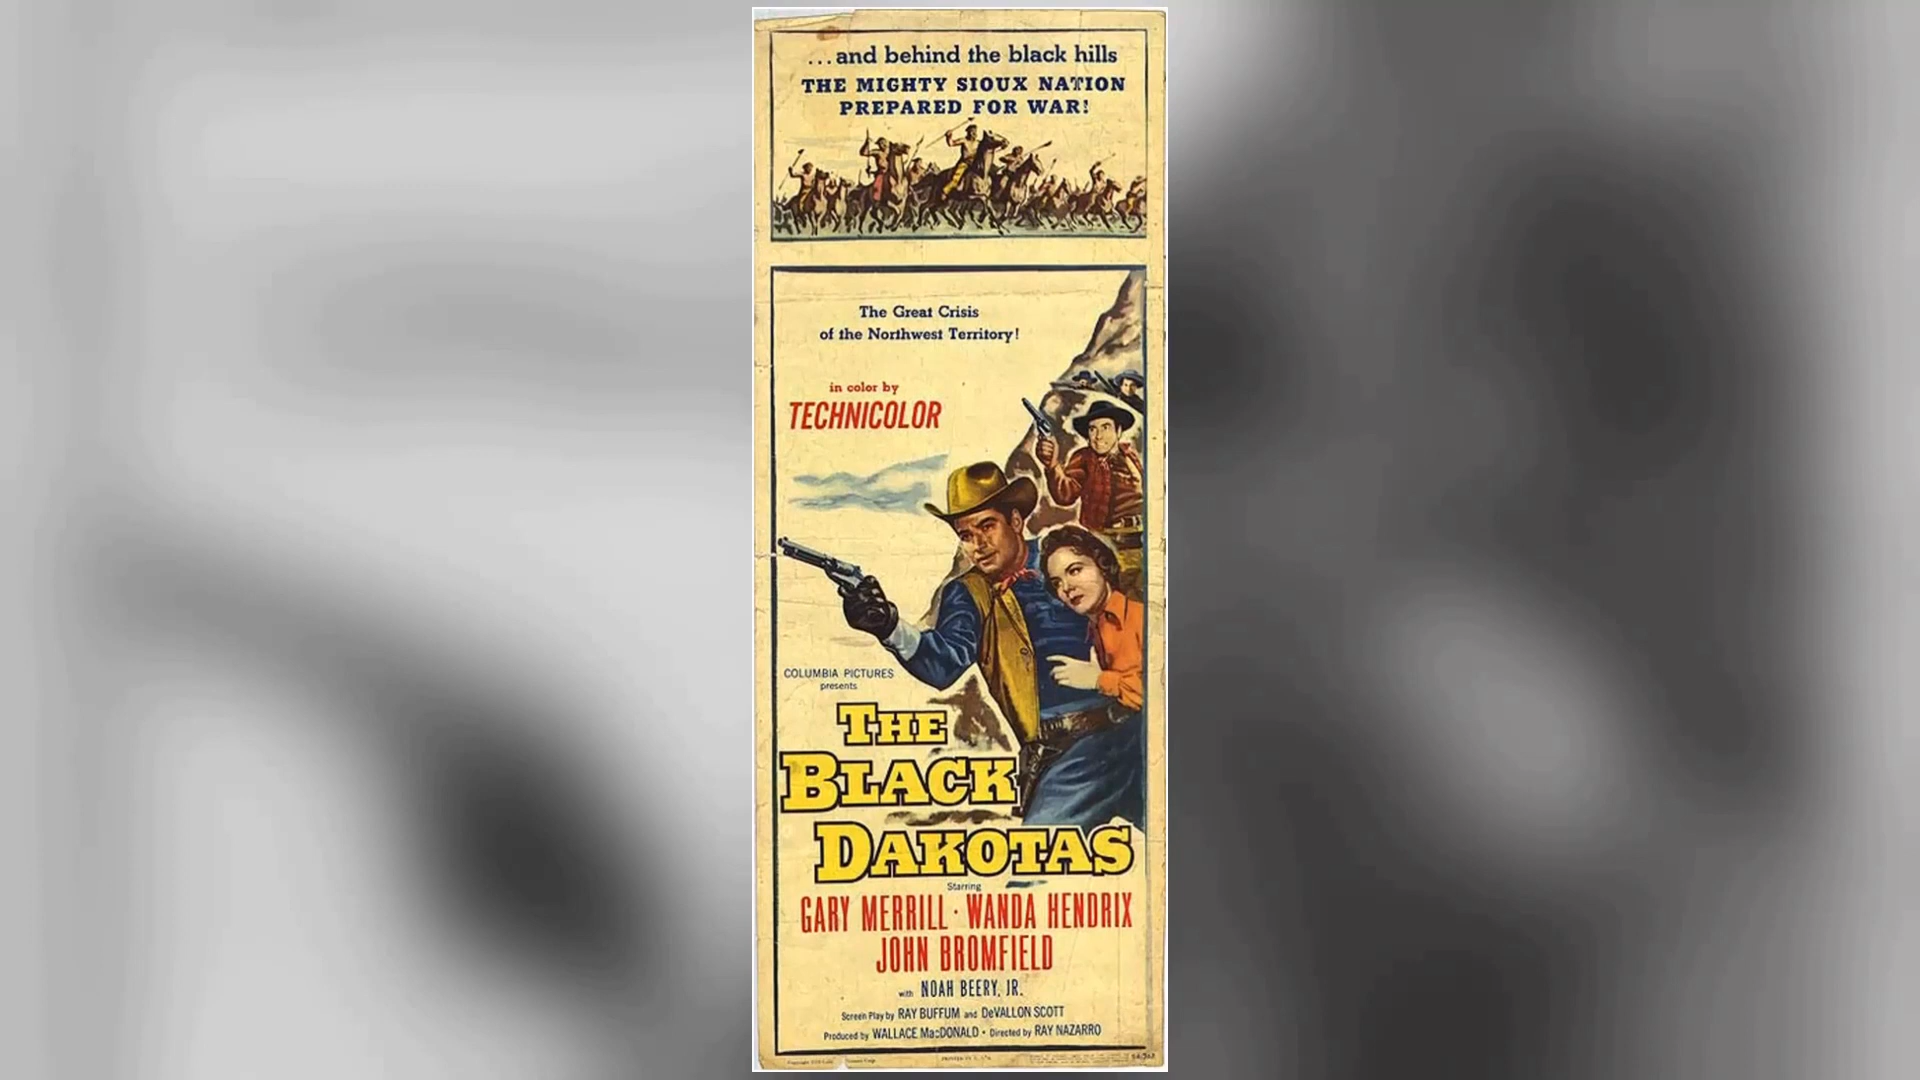 ...and behind the black hills
THE MIGHTY SIOUX NATION
PREPARED FOR WAR!
The Great Crisis
of the Northwest Territory!
in color by
TECHNICOLOR
COLUMBIA PICTURES
presents
THE
BLACK
DAKOTAS
Starring
GARY MERRILL · WANDA HENDRIX
JOHN BROMFIELD
with NOAH BEERY, JR.
Screen Play by RAY BUFFUM and DeVALLON SCOTT
Produced by WALLACE MacDONALD · Directed by RAY NAZARRO